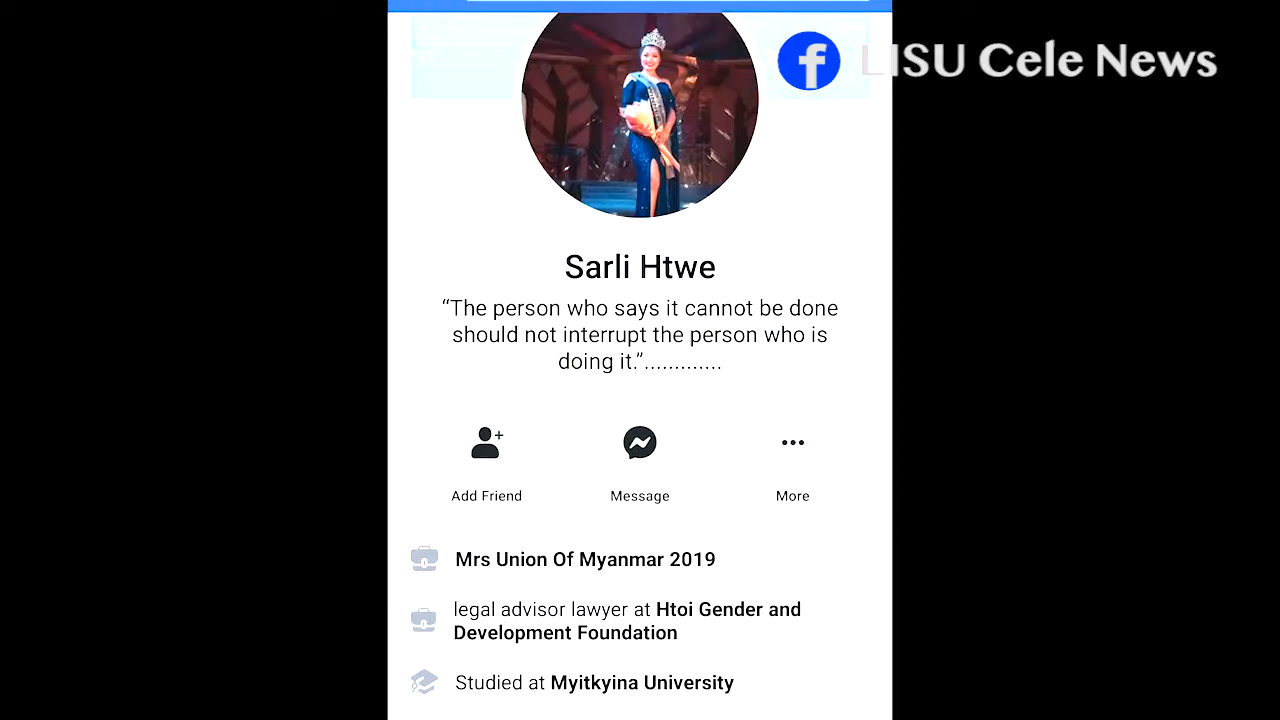 LISU Cele News
Sarli Htwe
“The person who says it cannot be done
should not interrupt the person who is
doing it.”.............
Add Friend
Message
More
Mrs Union Of Myanmar 2019
legal advisor lawyer at Htoi Gender and
Development Foundation
Studied at Myitkyina University